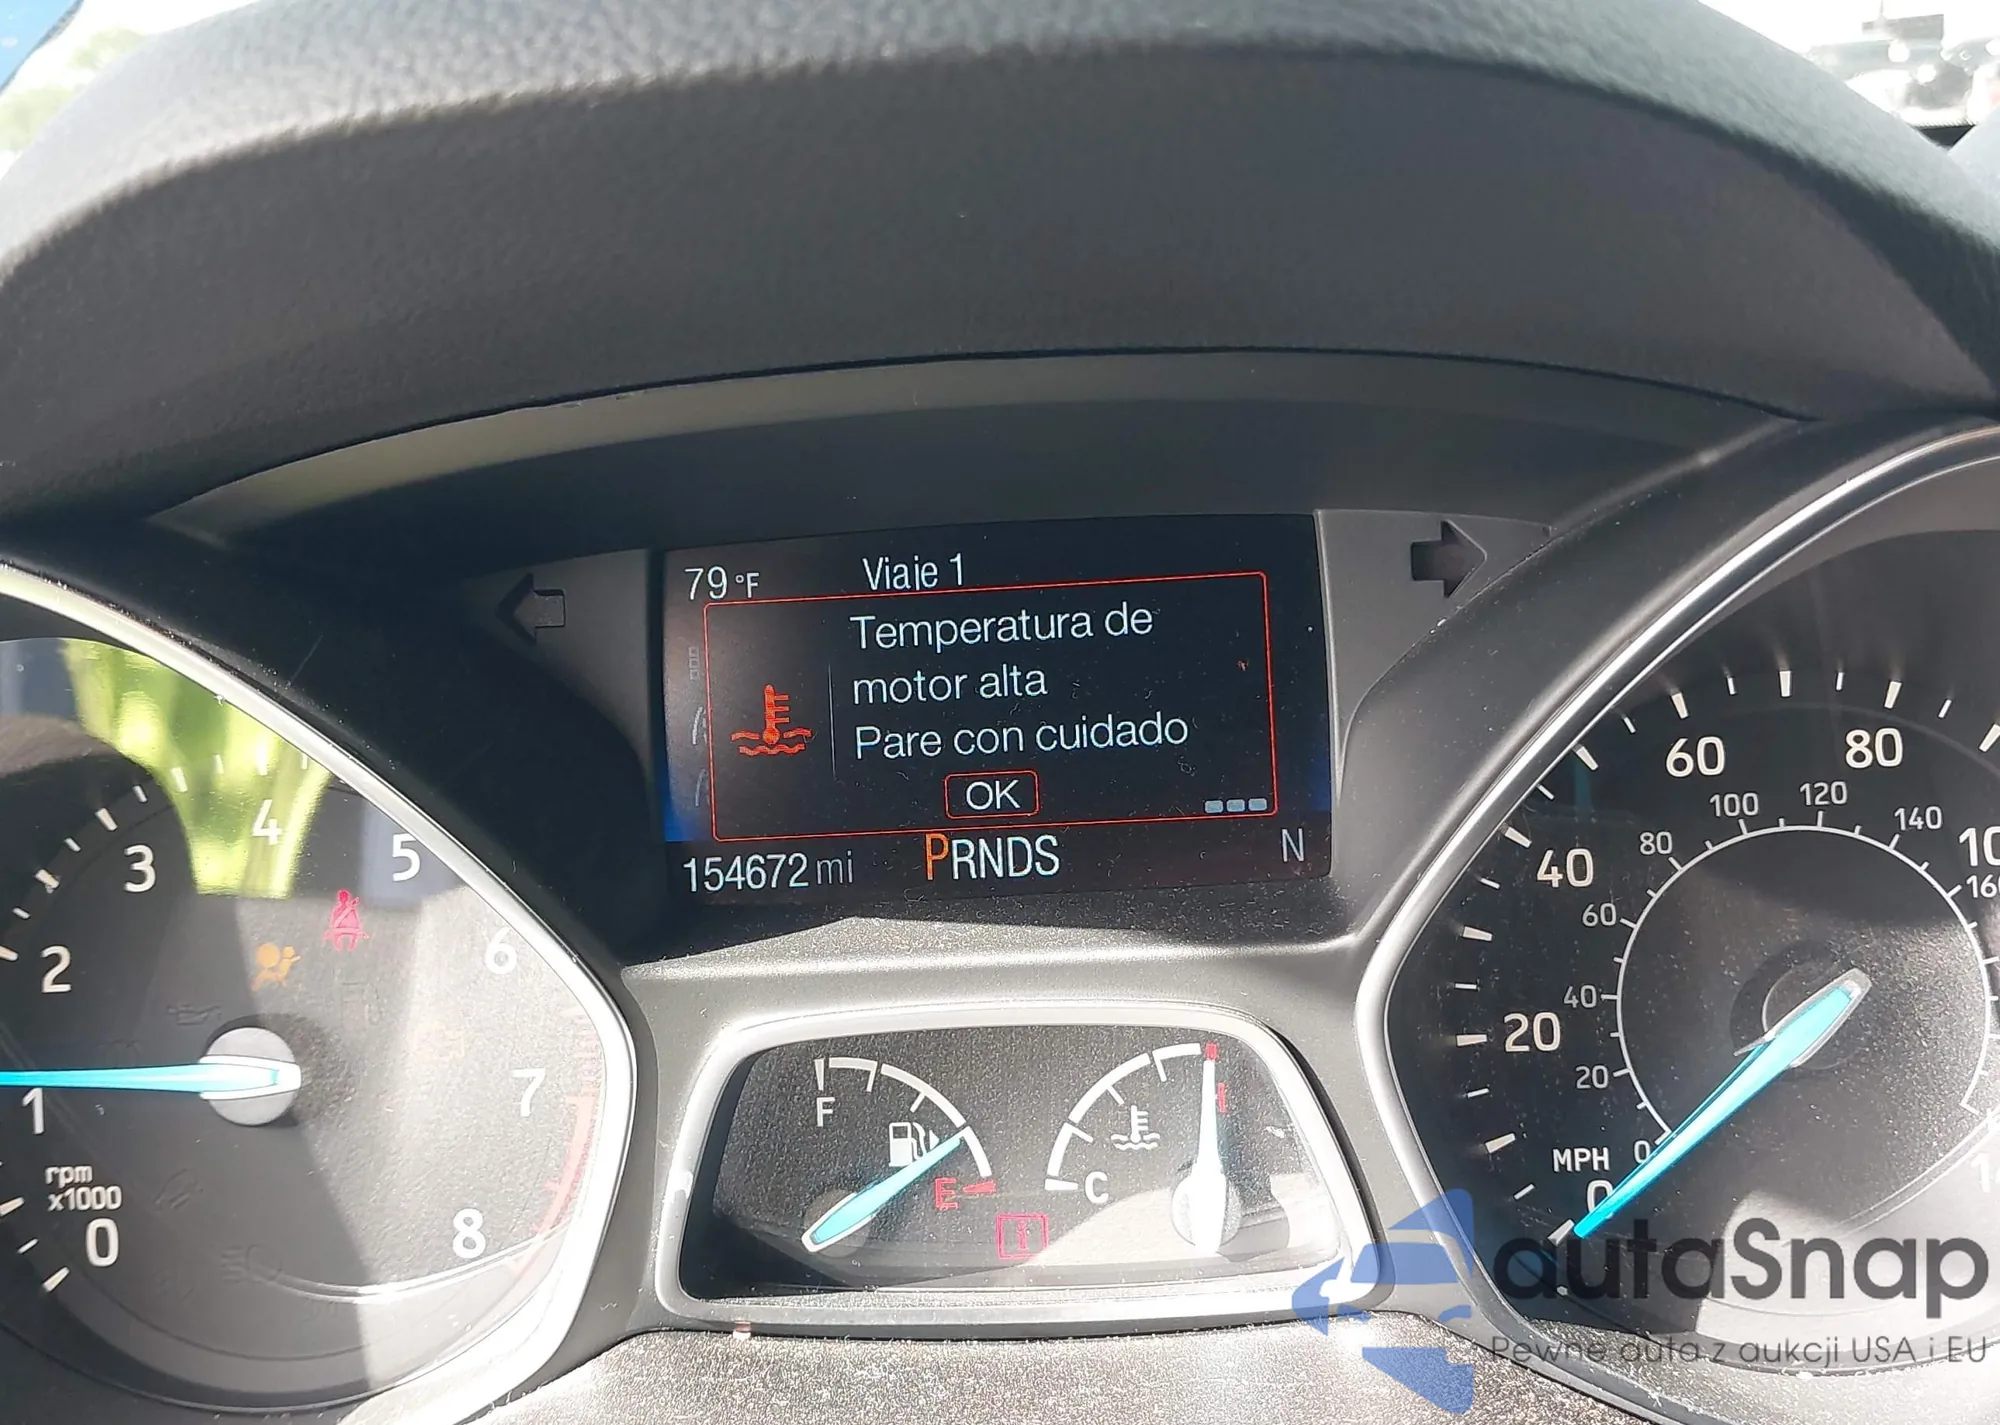 79 °F Viaje 1
Temperatura de
motor alta
Pare con cuidado
OK
154672 mi PRNDS N
1 2 3 4 5 6 7 8
rpm
x1000
0
F E
C
0 20 40 60 80
0 20 40 60 80 100 120 140 160
MPH
autaSnap
Pewne auta z aukcji USA i EU